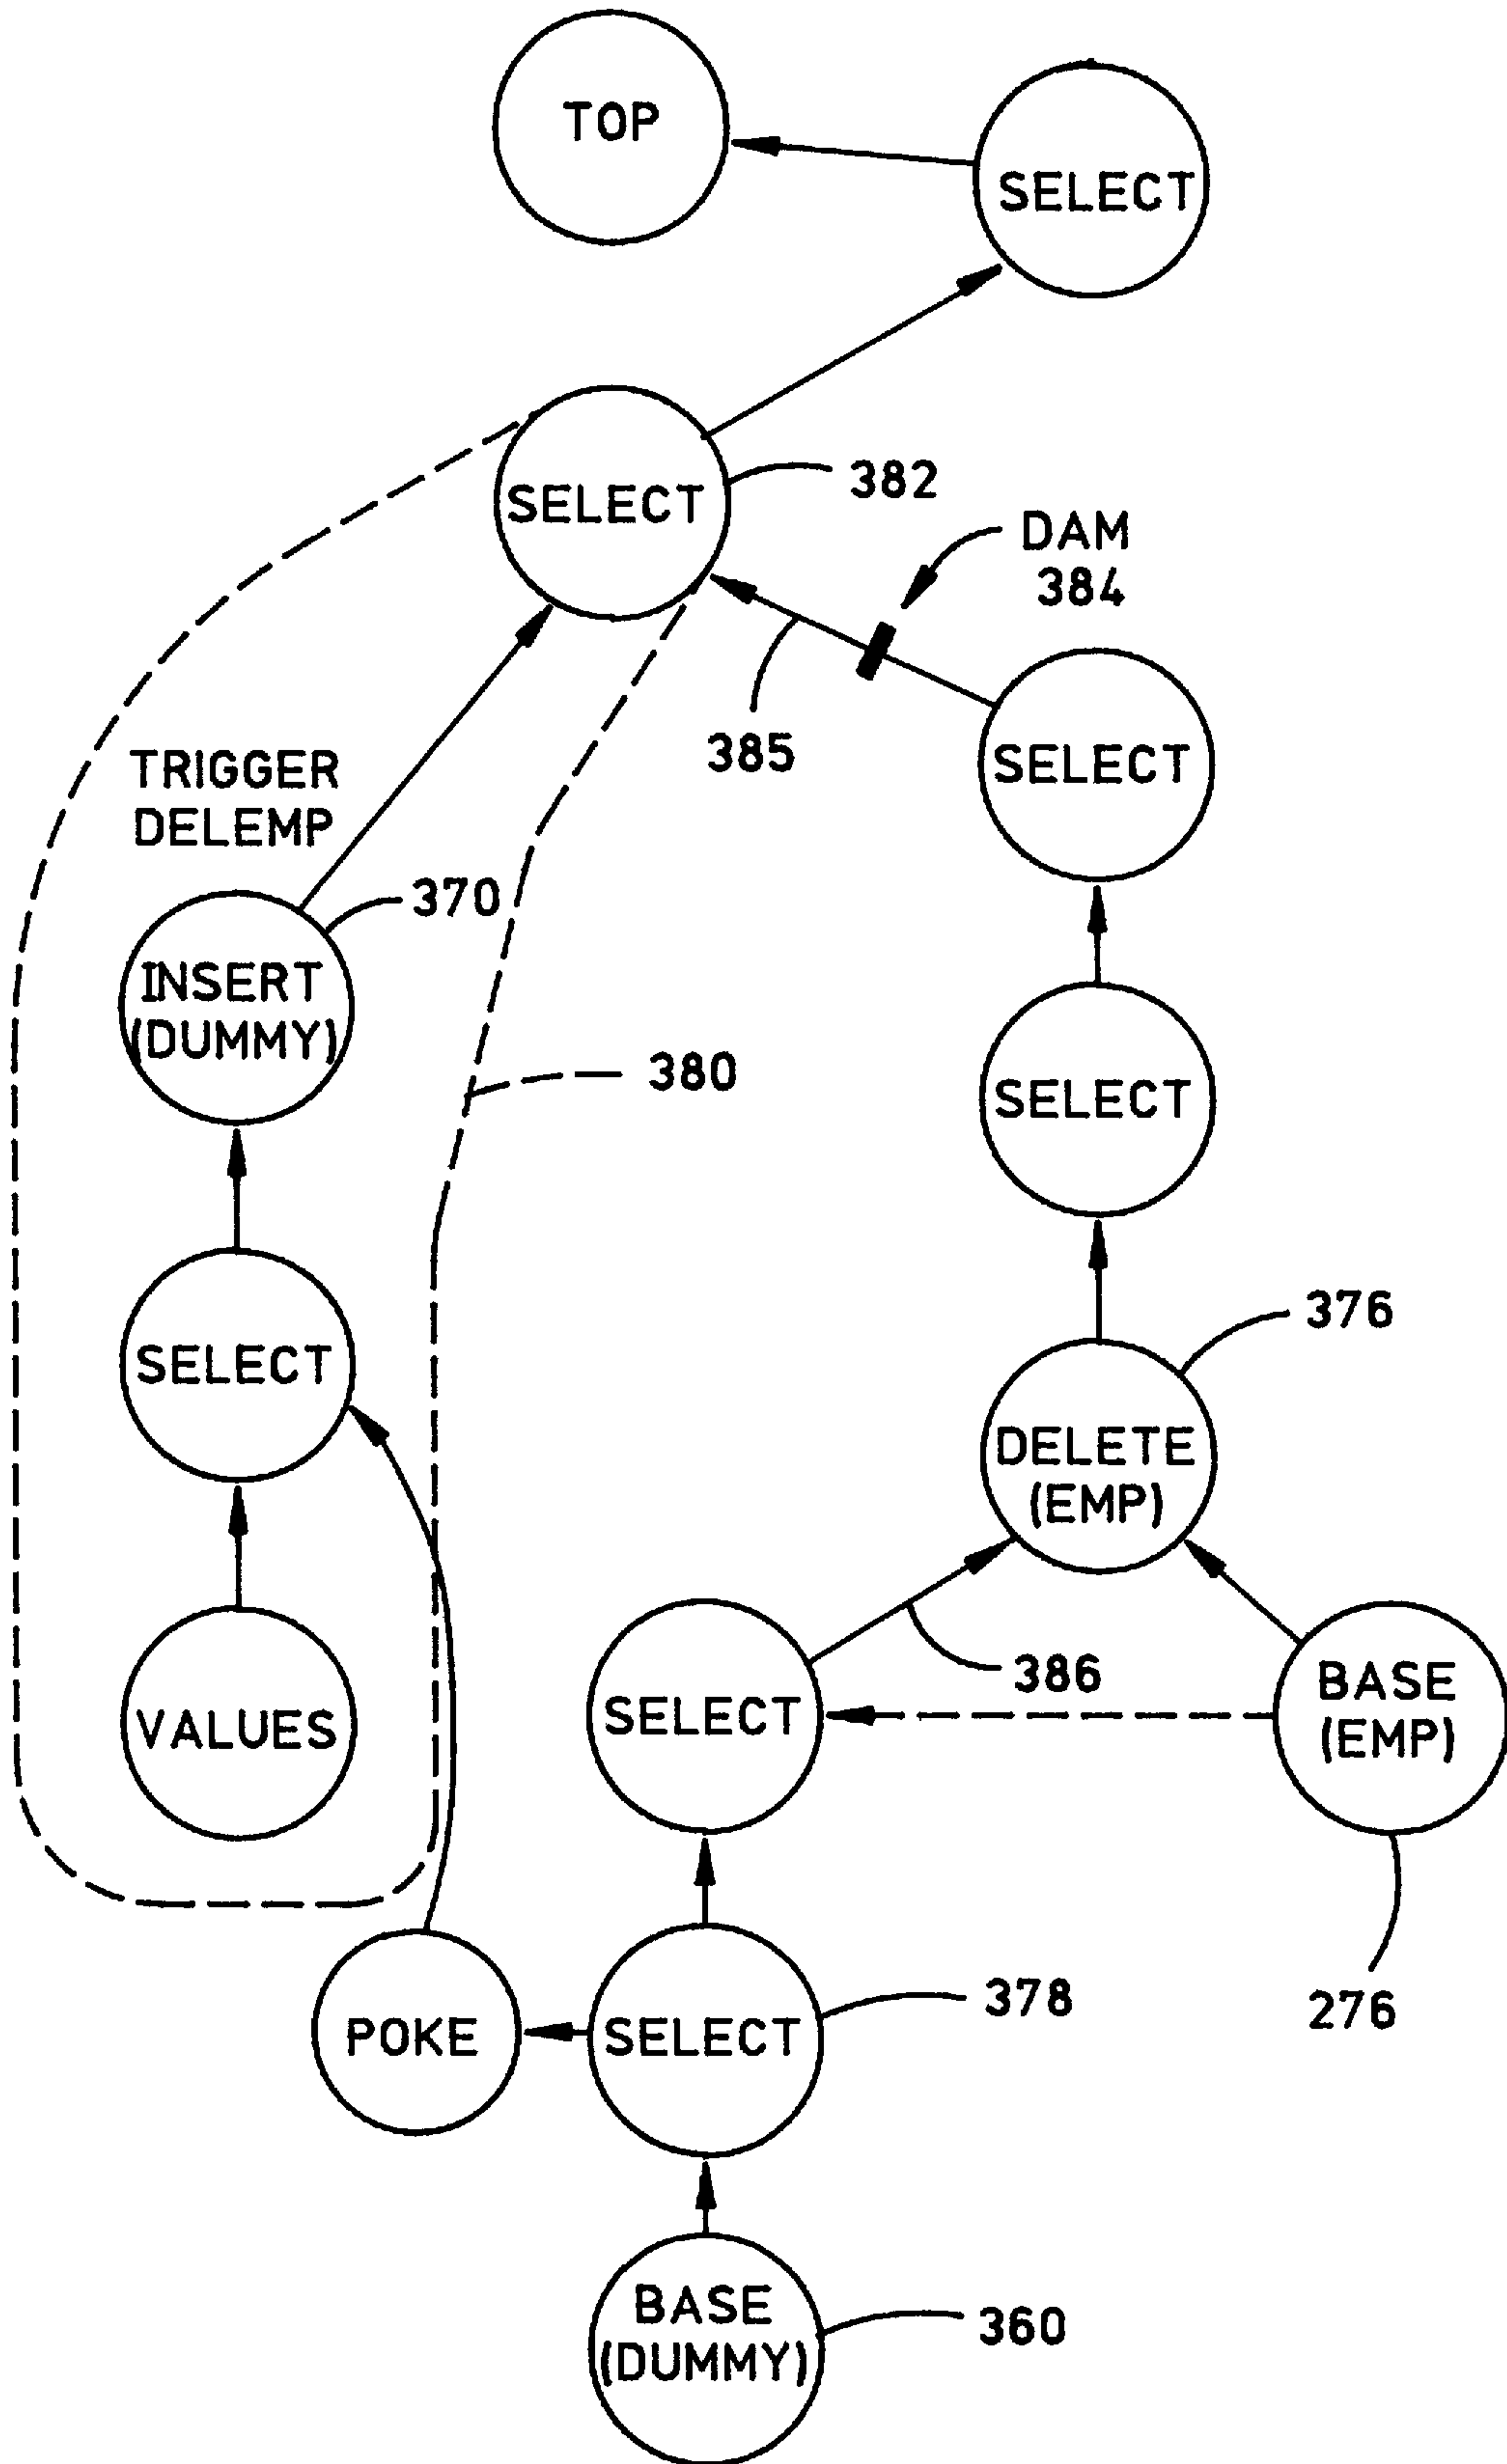 TOP
SELECT
SELECT
382
DAM
384
385
SELECT
TRIGGER
DELEMP
370
INSERT
(DUMMY)
380
SELECT
376
SELECT
DELETE
(EMP)
386
VALUES
SELECT
BASE
(EMP)
POKE
SELECT
378
276
BASE
(DUMMY)
360